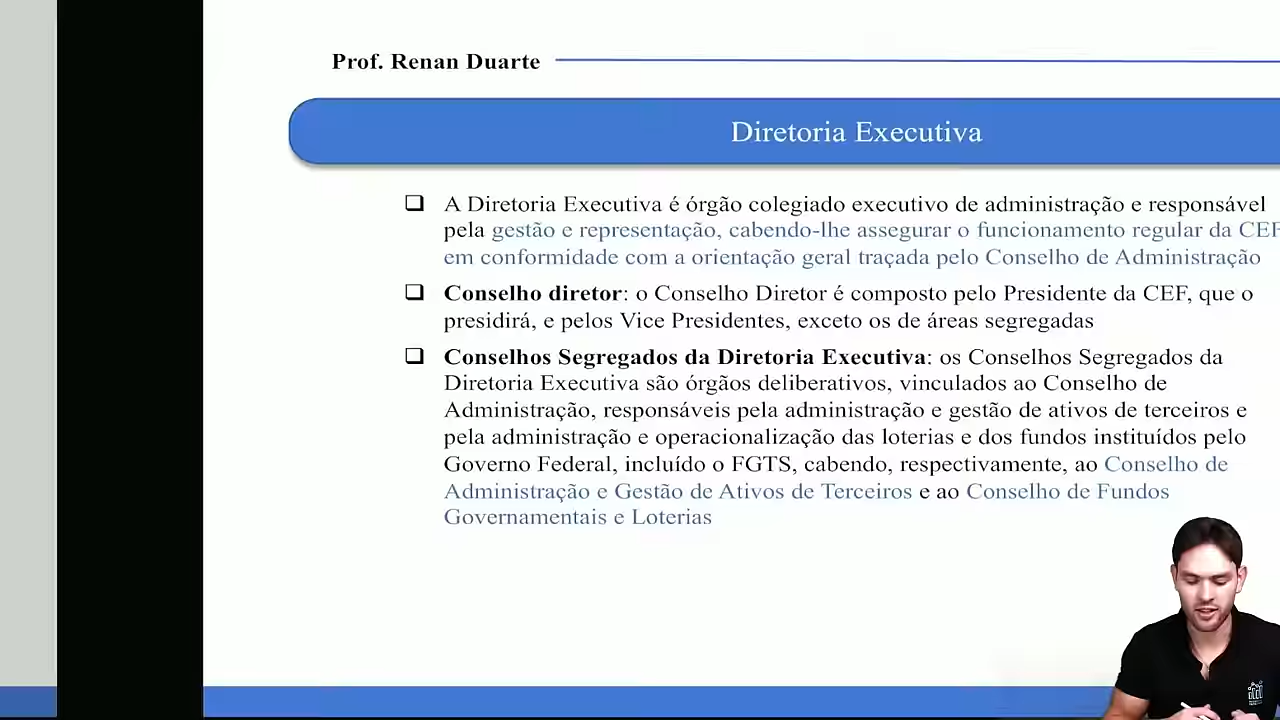 Prof. Renan Duarte
Diretoria Executiva
A Diretoria Executiva é órgão colegiado executivo de administração e responsável
pela gestão e representação, cabendo-lhe assegurar o funcionamento regular da CEF
em conformidade com a orientação geral traçada pelo Conselho de Administração
Conselho diretor: o Conselho Diretor é composto pelo Presidente da CEF, que o
presidirá, e pelos Vice Presidentes, exceto os de áreas segregadas
Conselhos Segregados da Diretoria Executiva: os Conselhos Segregados da
Diretoria Executiva são órgãos deliberativos, vinculados ao Conselho de
Administração, responsáveis pela administração e gestão de ativos de terceiros e
pela administração e operacionalização das loterias e dos fundos instituídos pelo
Governo Federal, incluído o FGTS, cabendo, respectivamente, ao Conselho de
Administração e Gestão de Ativos de Terceiros e ao Conselho de Fundos
Governamentais e Loterias